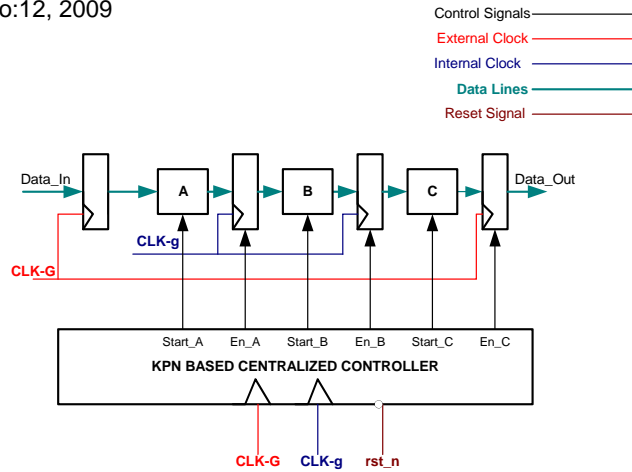 o:12, 2009
Control Signals
External Clock
Internal Clock
Data Lines
Reset Signal
Data_In
A
B
C
Data_Out
CLK-g
CLK-G
Start_A En_A Start_B En_B Start_C En_C
KPN BASED CENTRALIZED CONTROLLER
CLK-G CLK-g rst_n